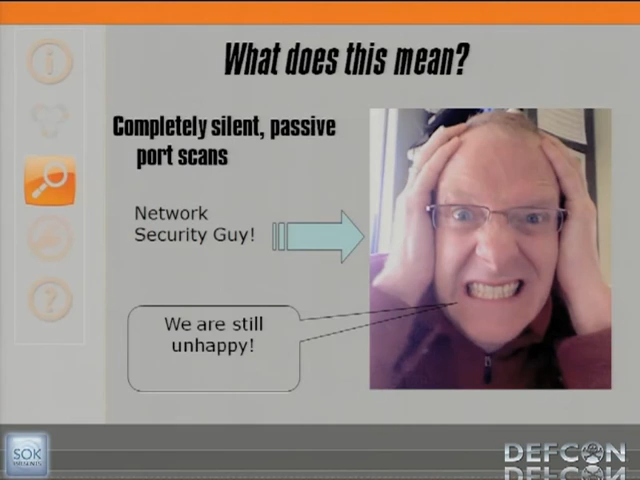 What does this mean?
Completely silent, passive
port scans
Network
Security Guy!
We are still
unhappy!
SOK
DEFCON